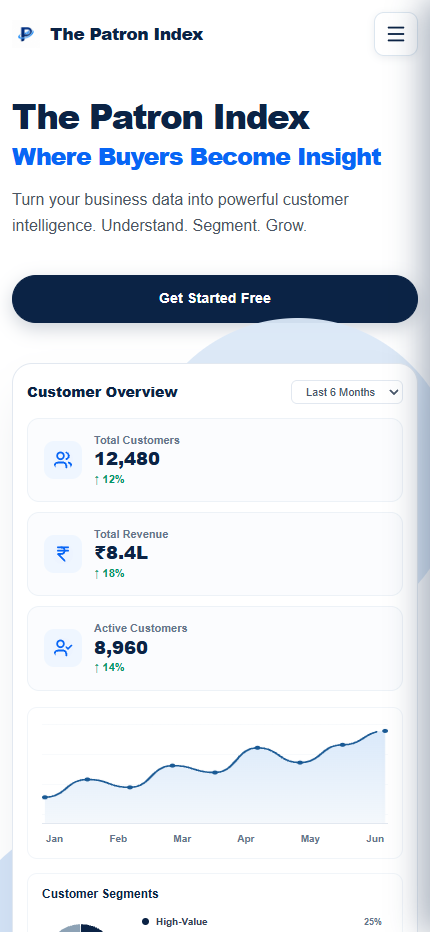 The Patron Index
The Patron Index
Where Buyers Become Insight
Turn your business data into powerful customer
intelligence. Understand. Segment. Grow.
Get Started Free
Customer Overview
Last 6 Months
Total Customers
12,480
↑ 12%
Total Revenue
₹8.4L
↑ 18%
Active Customers
8,960
↑ 14%
Jan Feb Mar Apr May Jun
Customer Segments
High-Value 25%